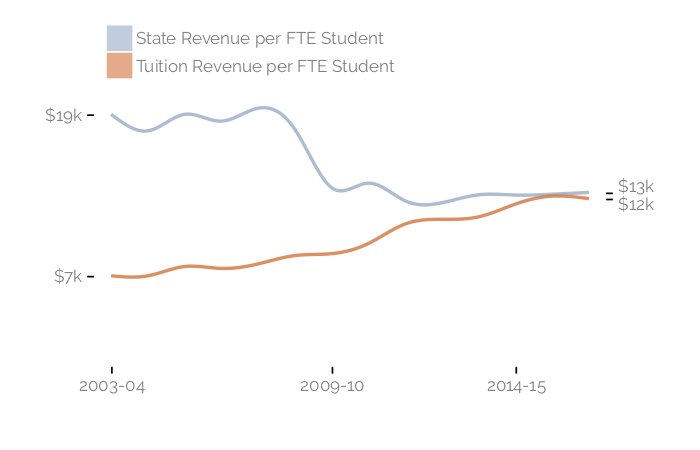 State Revenue per FTE Student
Tuition Revenue per FTE Student
$19k
$13k
$12k
$7k
2003-04 2009-10 2014-15